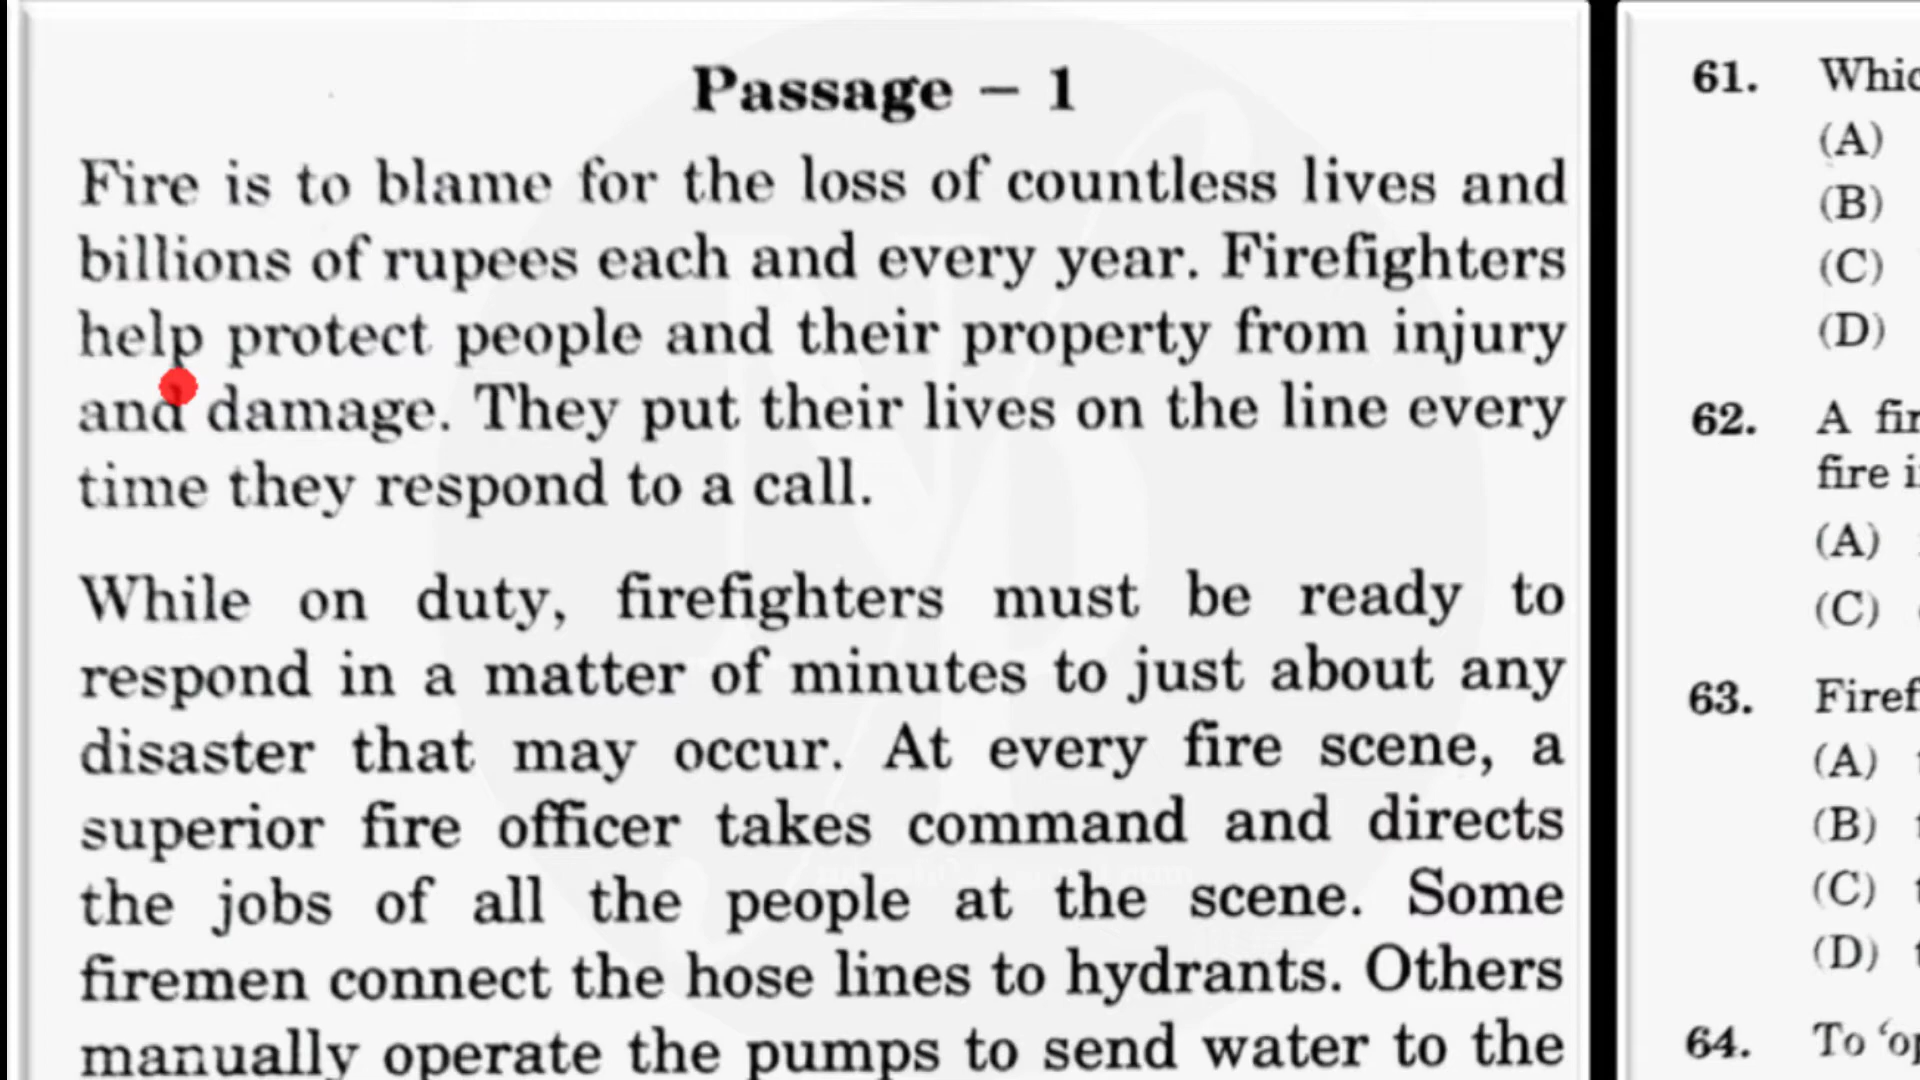 Passage – 1
Fire is to blame for the loss of countless lives and
billions of rupees each and every year. Firefighters
help protect people and their property from injury
and damage. They put their lives on the line every
time they respond to a call.
While on duty, firefighters must be ready to
respond in a matter of minutes to just about any
disaster that may occur. At every fire scene, a
superior fire officer takes command and directs
the jobs of all the people at the scene. Some
firemen connect the hose lines to hydrants. Others
manually operate the pumps to send water to the
61.
(A)
(B)
(C)
(D)
62. A
fire
(A)
(C)
63.
(A)
(B)
(C)
(D)
64. To